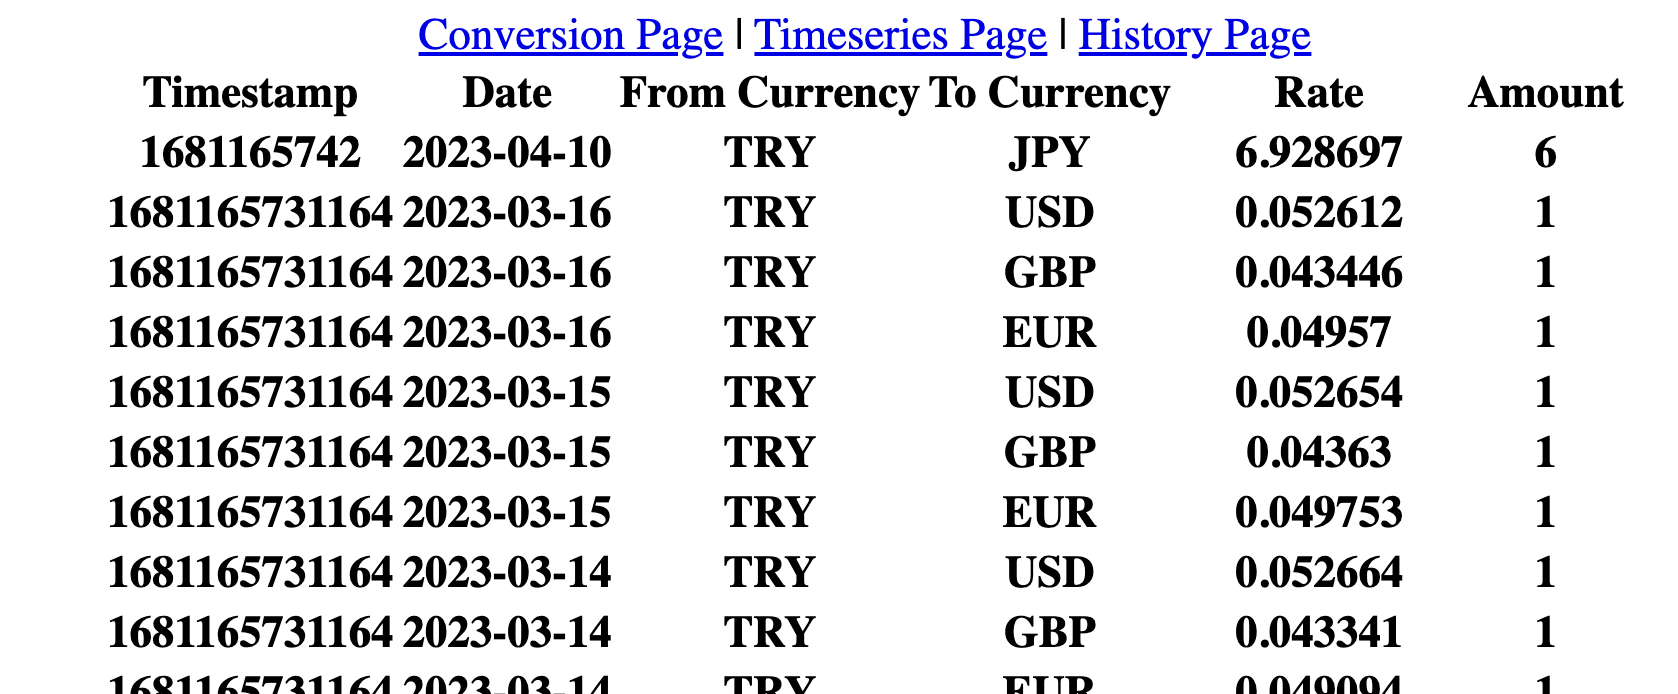 Conversion Page | Timeseries Page | History Page
Timestamp Date From Currency To Currency Rate Amount
1681165742 2023-04-10 TRY JPY 6.928697 6
1681165731164 2023-03-16 TRY USD 0.052612 1
1681165731164 2023-03-16 TRY GBP 0.043446 1
1681165731164 2023-03-16 TRY EUR 0.04957 1
1681165731164 2023-03-15 TRY USD 0.052654 1
1681165731164 2023-03-15 TRY GBP 0.04363 1
1681165731164 2023-03-15 TRY EUR 0.049753 1
1681165731164 2023-03-14 TRY USD 0.052664 1
1681165731164 2023-03-14 TRY GBP 0.043341 1
1681165731164 2023-03-14 TRY EUR 0.049094 1